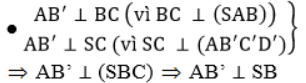 • AB′ ⊥ BC (vì BC ⊥ (SAB))
AB′ ⊥ SC (vì SC ⊥ (AB′C′D′)}
⇒ AB’ ⊥ (SBC) ⇒ AB’ ⊥ SB